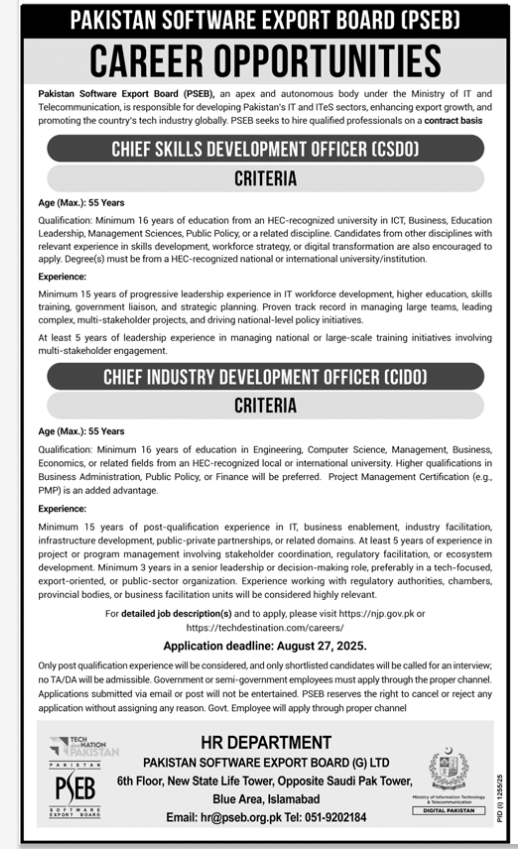 PAKISTAN SOFTWARE EXPORT BOARD (PSEB)
CAREER OPPORTUNITIES
Pakistan Software Export Board (PSEB), an apex and autonomous body under the Ministry of IT and
Telecommunication, is responsible for developing Pakistan's IT and ITeS sectors, enhancing export growth, and
promoting the country's tech industry globally. PSEB seeks to hire qualified professionals on a contract basis
CHIEF SKILLS DEVELOPMENT OFFICER (CSDO)
CRITERIA
Age (Max.): 55 Years
Qualification: Minimum 16 years of education from an HEC-recognized university in ICT, Business, Education
Leadership, Management Sciences, Public Policy, or a related discipline. Candidates from other disciplines with
relevant experience in skills development, workforce strategy, or digital transformation are also encouraged to
apply. Degree(s) must be from a HEC-recognized national or international university/institution.
Experience:
Minimum 15 years of progressive leadership experience in IT workforce development, higher education, skills
training, government liaison, and strategic planning. Proven track record in managing large teams, leading
complex, multi-stakeholder projects, and driving national-level policy initiatives.
At least 5 years of leadership experience in managing national or large-scale training initiatives involving
multi-stakeholder engagement.
CHIEF INDUSTRY DEVELOPMENT OFFICER (CIDO)
CRITERIA
Age (Max.): 55 Years
Qualification: Minimum 16 years of education in Engineering, Computer Science, Management, Business,
Economics, or related fields from an HEC-recognized local or international university. Higher qualifications in
Business Administration, Public Policy, or Finance will be preferred. Project Management Certification (e.g.,
PMP) is an added advantage.
Experience:
Minimum 15 years of post-qualification experience in IT, business enablement, industry facilitation,
infrastructure development, public-private partnerships, or related domains. At least 5 years of experience in
project or program management involving stakeholder coordination, regulatory facilitation, or ecosystem
development. Minimum 3 years in a senior leadership or decision-making role, preferably in a tech-focused,
export-oriented, or public-sector organization. Experience working with regulatory authorities, chambers,
provincial bodies, or business facilitation units will be considered highly relevant.
For detailed job description(s) and to apply, please visit https://njp.gov.pk or
https://techdestination.com/careers/
Application deadline: August 27, 2025.
Only post qualification experience will be considered, and only shortlisted candidates will be called for an interview;
no TA/DA will be admissible. Government or semi-government employees must apply through the proper channel.
Applications submitted via email or post will not be entertained. PSEB reserves the right to cancel or reject any
application without assigning any reason. Govt. Employee will apply through proper channel
TECH
DESTINATION
PAKISTAN
PAKISTAN
PSEB
SOFTWARE
EXPORT BOARD
HR DEPARTMENT
PAKISTAN SOFTWARE EXPORT BOARD (G) LTD
6th Floor, New State Life Tower, Opposite Saudi Pak Tower,
Blue Area, Islamabad
Email: hr@pseb.org.pk Tel: 051-9202184
Ministry of Information Technology
& Telecommunication
DIGITAL PAKISTAN
PID (I) 1255/25